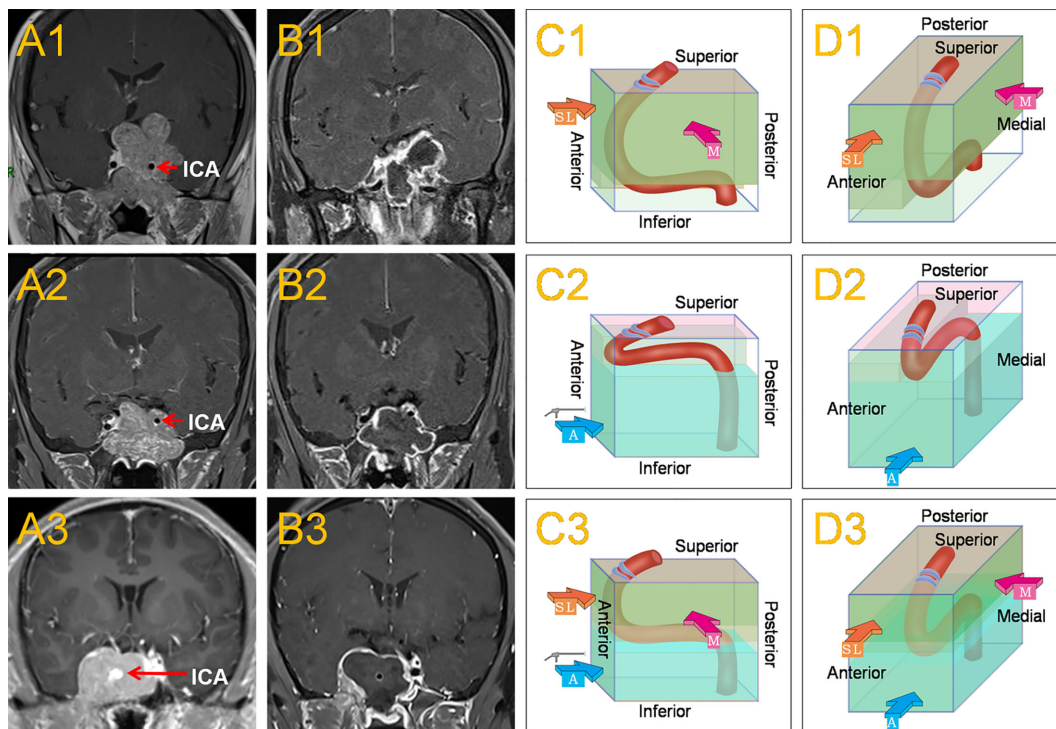 A1
ICA
B1
C1
Superior
SL
Anterior
M
Posterior
Inferior
D1
Posterior
Superior
M
Medial
SL
Anterior
A2
ICA
B2
C2
Superior
Anterior
Posterior
A
Inferior
D2
Posterior
Superior
Medial
Anterior
A
A3
ICA
B3
C3
Superior
SL
Anterior
M
Posterior
A
Inferior
D3
Posterior
Superior
M
Medial
SL
Anterior
A